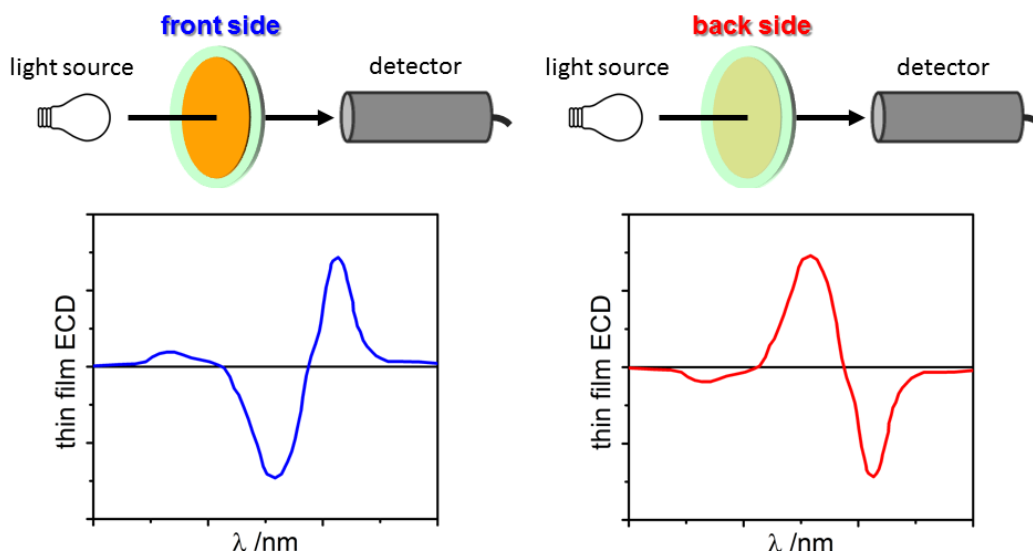 front side
light source
detector
thin film ECD
λ /nm
back side
light source
detector
thin film ECD
λ /nm